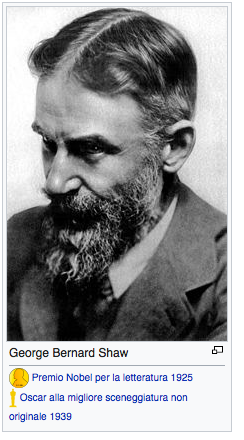 George Bernard Shaw
Premio Nobel per la letteratura 1925
Oscar alla migliore sceneggiatura non
originale 1939